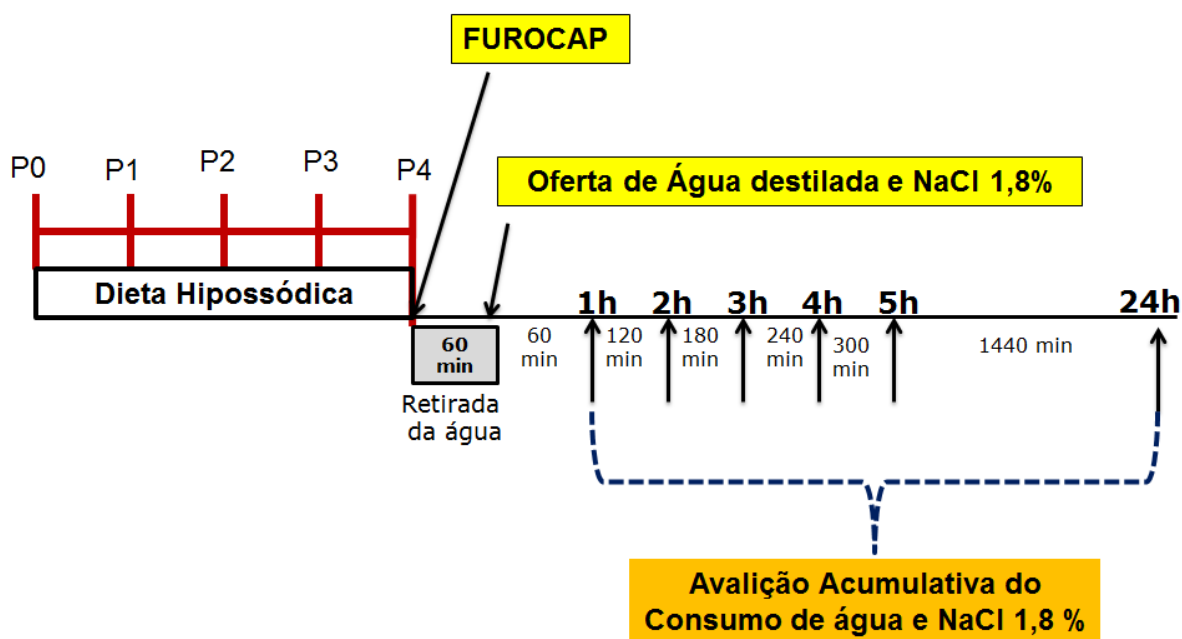 FUROCAP
P0 P1 P2 P3 P4
Oferta de Água destilada e NaCl 1,8%
Dieta Hipossódica
1h 2h 3h 4h 5h 24h
60
min
60
min
120
min
180
min
240
min
300
min
1440 min
Retirada
da água
Avalição Acumulativa do
Consumo de água e NaCl 1,8 %